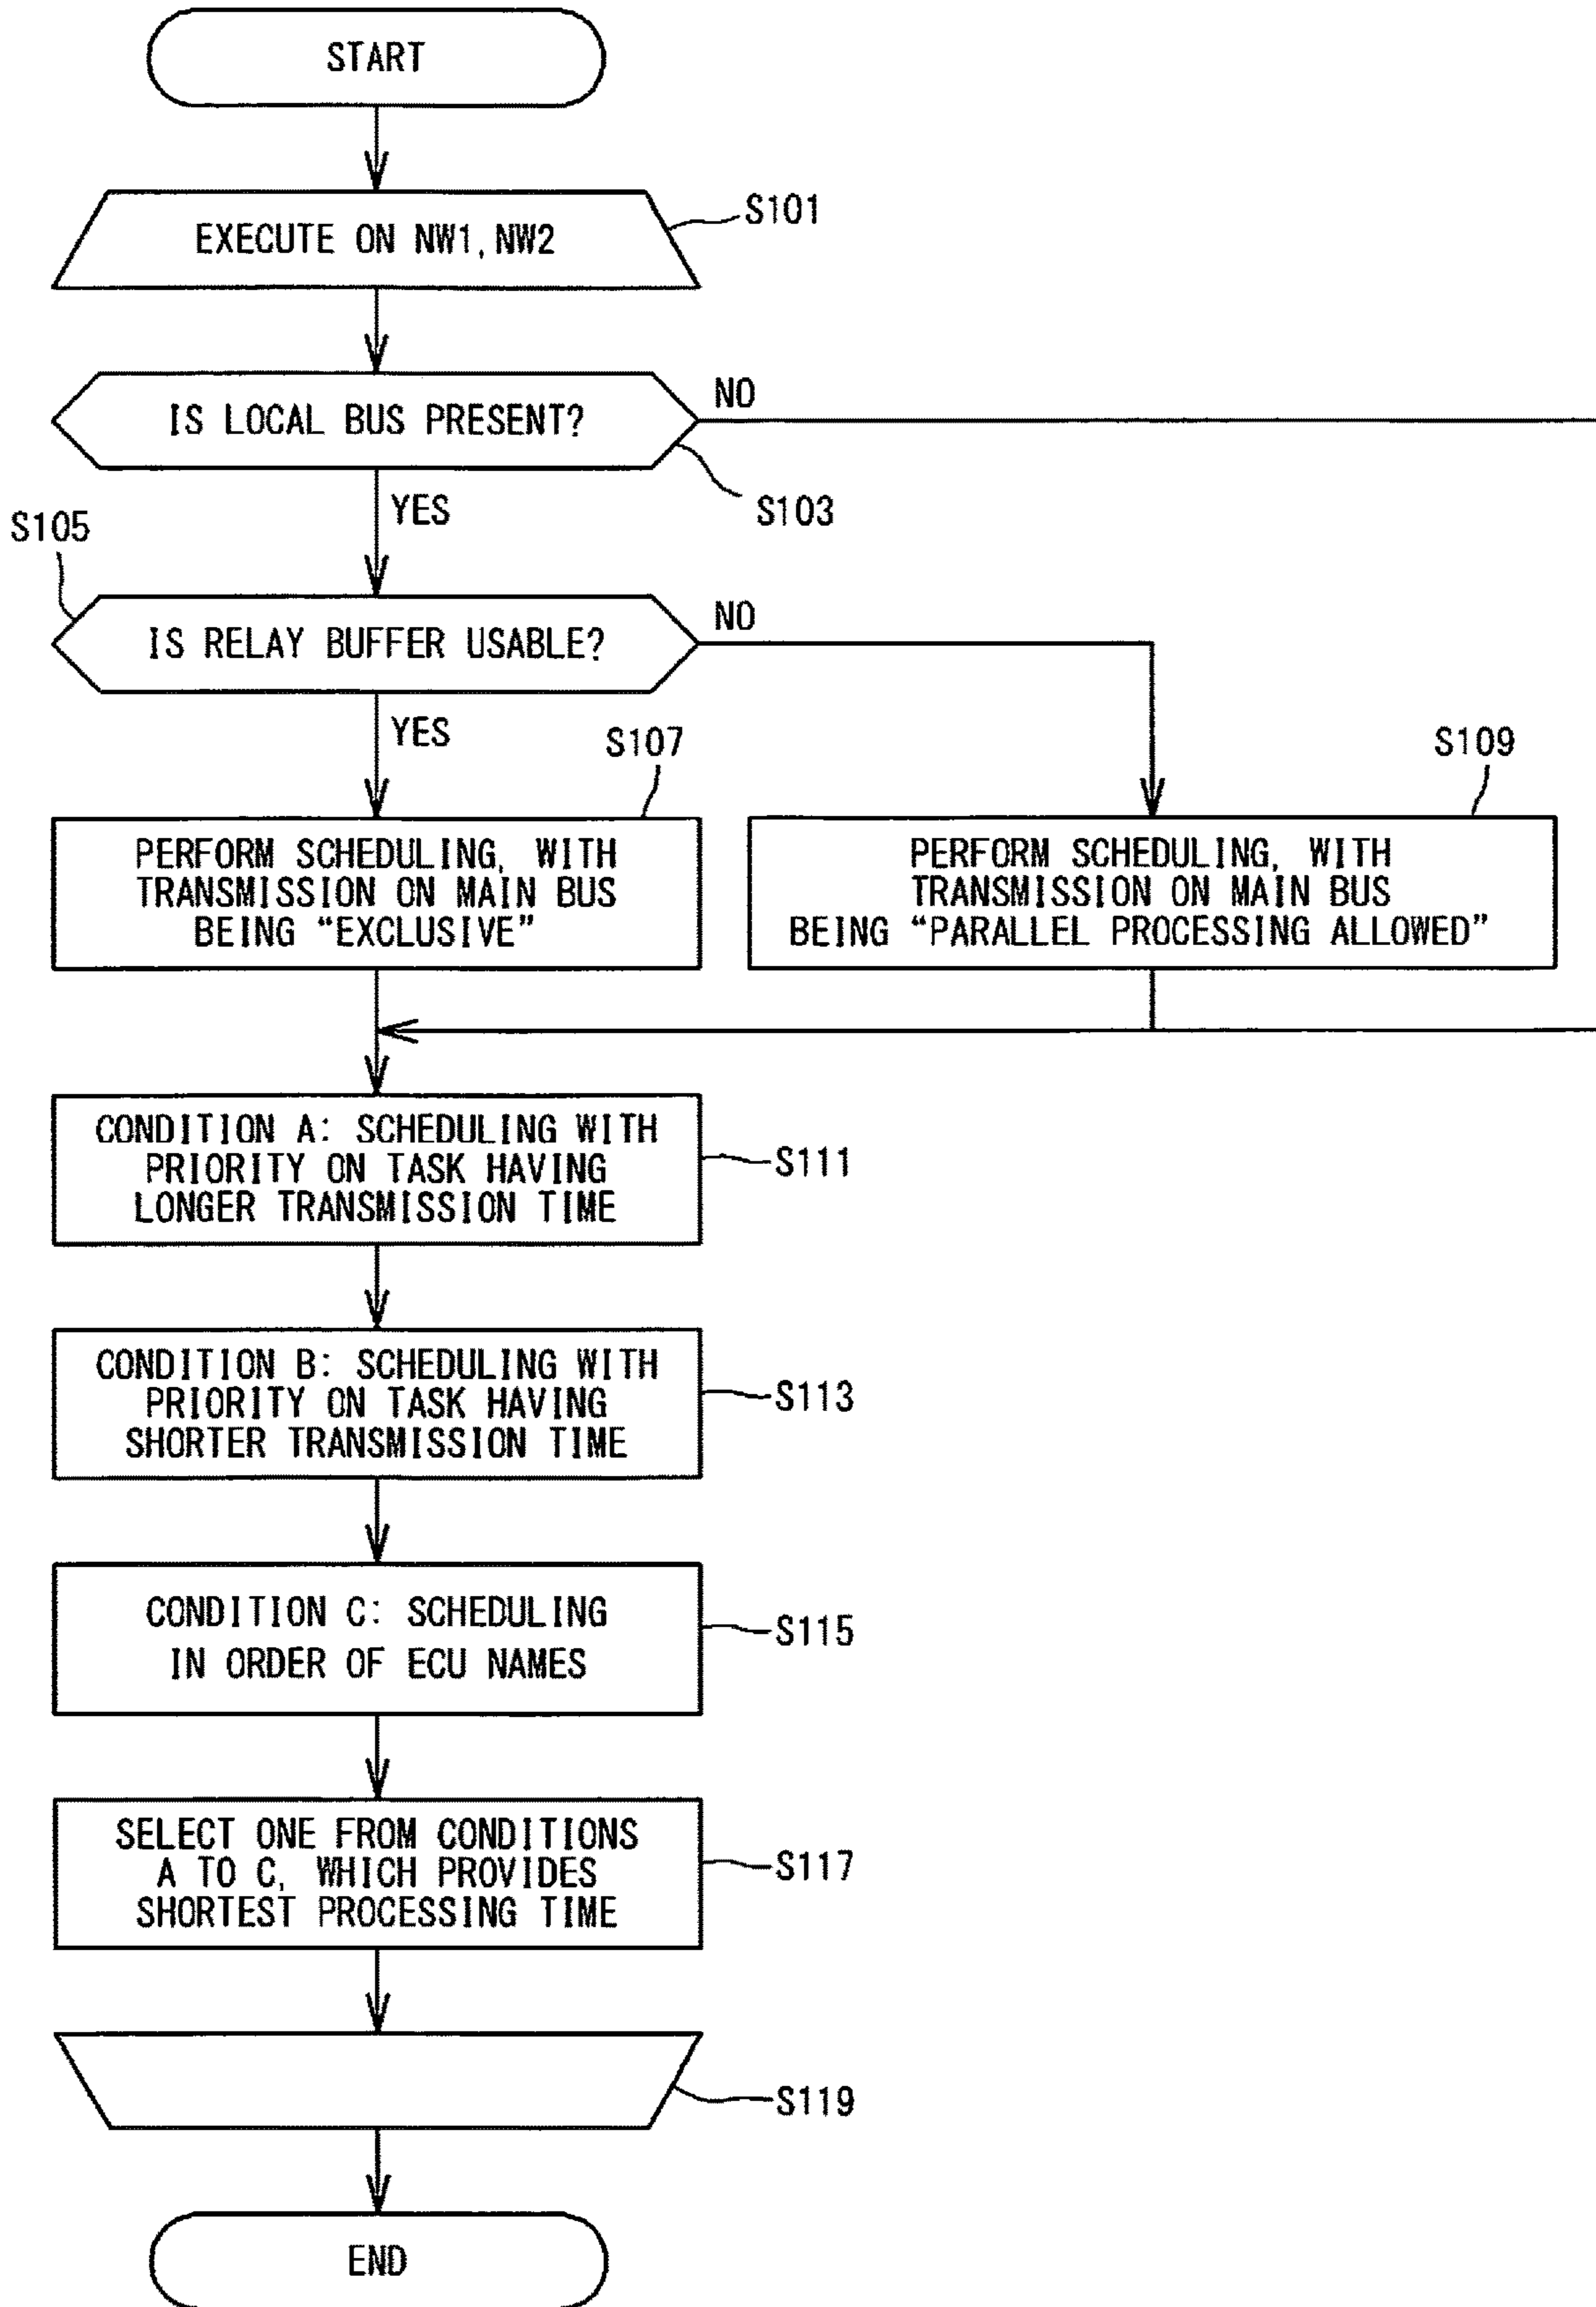 START
EXECUTE ON NW1, NW2
S101
IS LOCAL BUS PRESENT?
NO
S103
YES
S105
IS RELAY BUFFER USABLE?
NO
YES
S107
PERFORM SCHEDULING, WITH
TRANSMISSION ON MAIN BUS
BEING “EXCLUSIVE”
S109
PERFORM SCHEDULING, WITH
TRANSMISSION ON MAIN BUS
BEING “PARALLEL PROCESSING ALLOWED”
CONDITION A: SCHEDULING WITH
PRIORITY ON TASK HAVING
LONGER TRANSMISSION TIME
S111
CONDITION B: SCHEDULING WITH
PRIORITY ON TASK HAVING
SHORTER TRANSMISSION TIME
S113
CONDITION C: SCHEDULING
IN ORDER OF ECU NAMES
S115
SELECT ONE FROM CONDITIONS
A TO C, WHICH PROVIDES
SHORTEST PROCESSING TIME
S117
S119
END